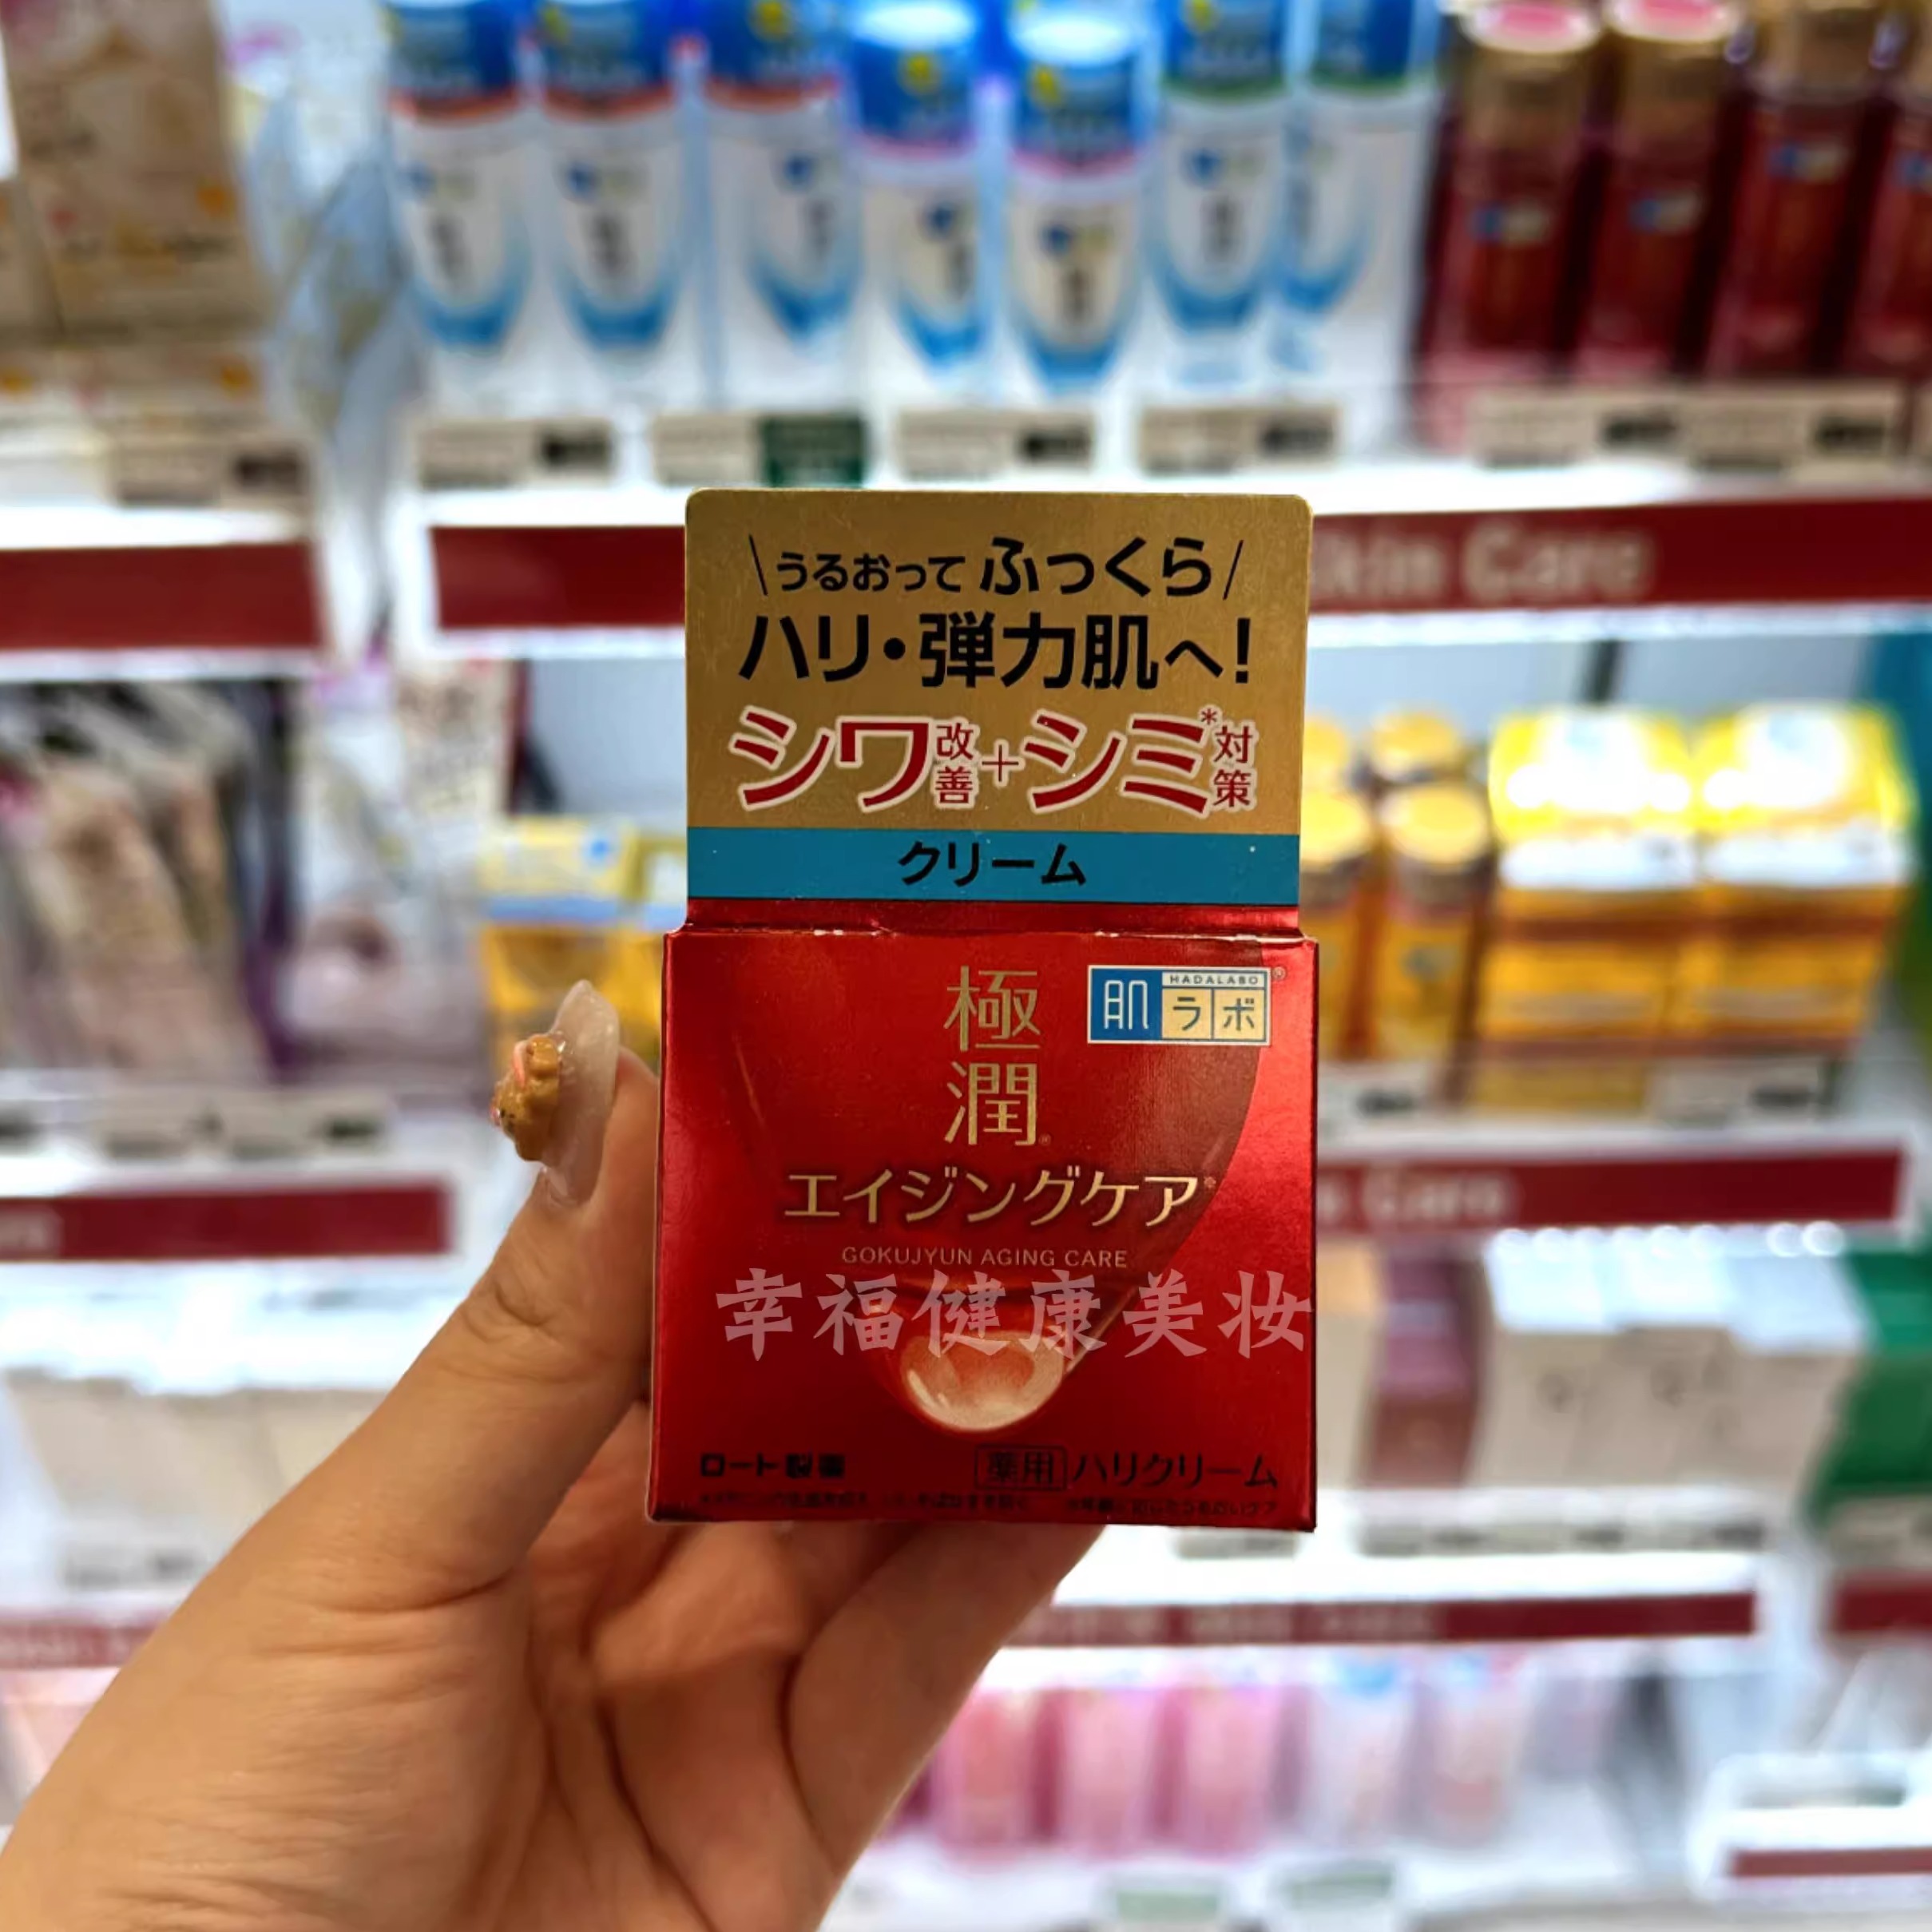 うるおってふっくら
ハリ・弾力肌へ!
シワ改善+シミ*対策
クリーム
極潤®
HADALABO®
肌ラボ
エイジングケア※
GOKUJYUN AGING CARE
幸福健康美妆
ロート製薬
薬用 ハリクリーム
Skin Care
Care